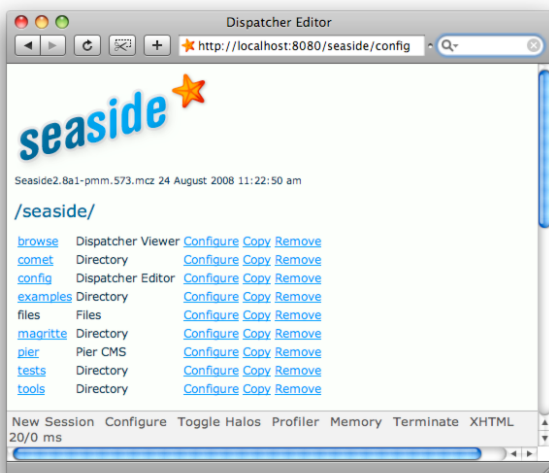 Dispatcher Editor
http://localhost:8080/seaside/config
Q
seaside
Seaside2.8a1-pmm.573.mcz 24 August 2008 11:22:50 am
/seaside/
browse Dispatcher Viewer Configure Copy Remove
comet Directory Configure Copy Remove
config Dispatcher Editor Configure Copy Remove
examples Directory Configure Copy Remove
files Files Configure Copy Remove
magritte Directory Configure Copy Remove
pier Pier CMS Configure Copy Remove
tests Directory Configure Copy Remove
tools Directory Configure Copy Remove
New Session Configure Toggle Halos Profiler Memory Terminate XHTML
20/0 ms